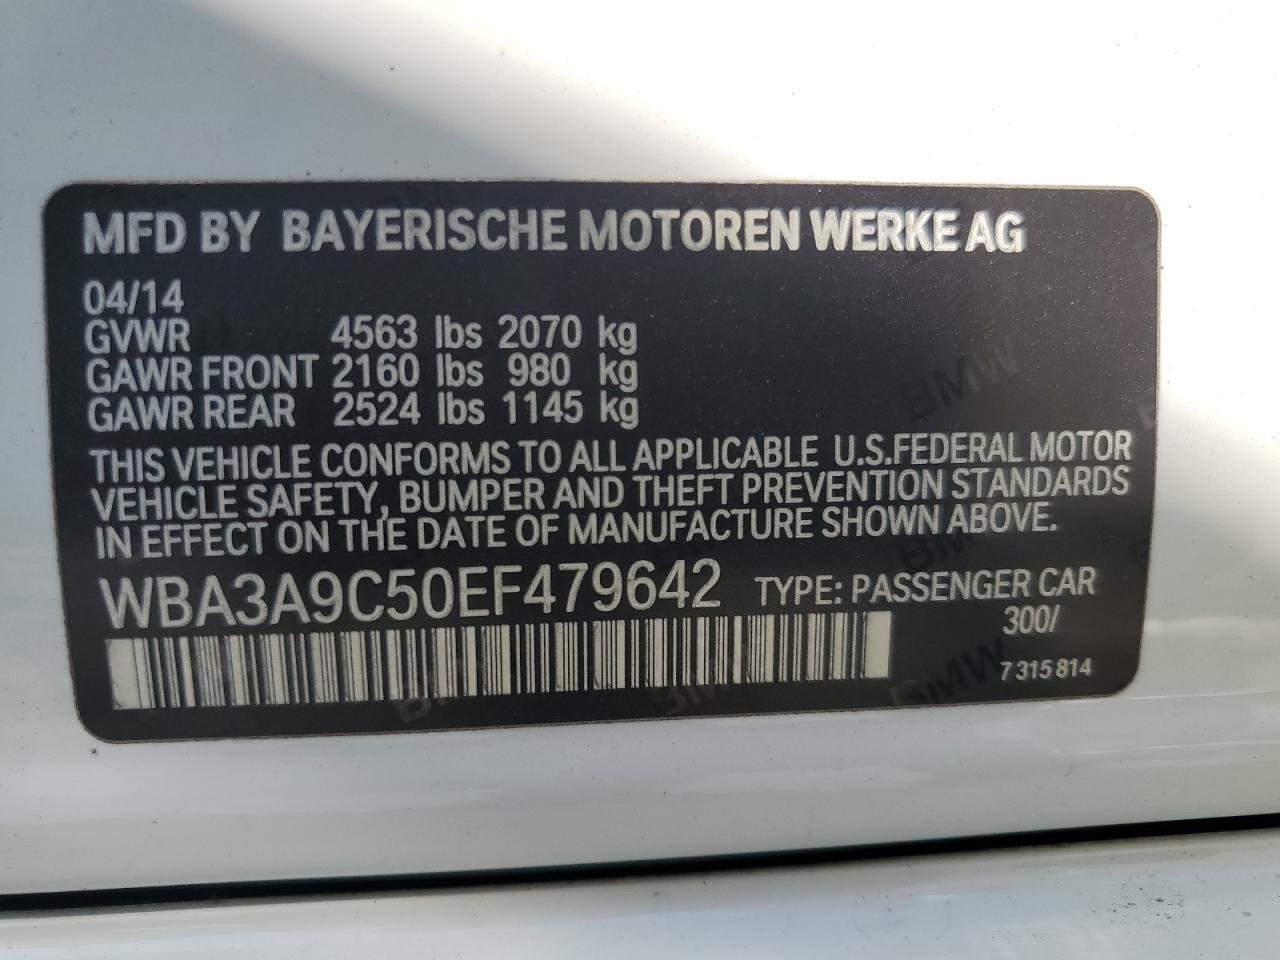 MFD BY BAYERISCHE MOTOREN WERKE AG
04/14
GVWR 4563 lbs 2070 kg
GAWR FRONT 2160 lbs 980 kg
GAWR REAR 2524 lbs 1145 kg
THIS VEHICLE CONFORMS TO ALL APPLICABLE U.S.FEDERAL MOTOR
VEHICLE SAFETY, BUMPER AND THEFT PREVENTION STANDARDS
IN EFFECT ON THE DATE OF MANUFACTURE SHOWN ABOVE.
WBA3A9C50EF479642 TYPE: PASSENGER CAR
300/
7 315 814